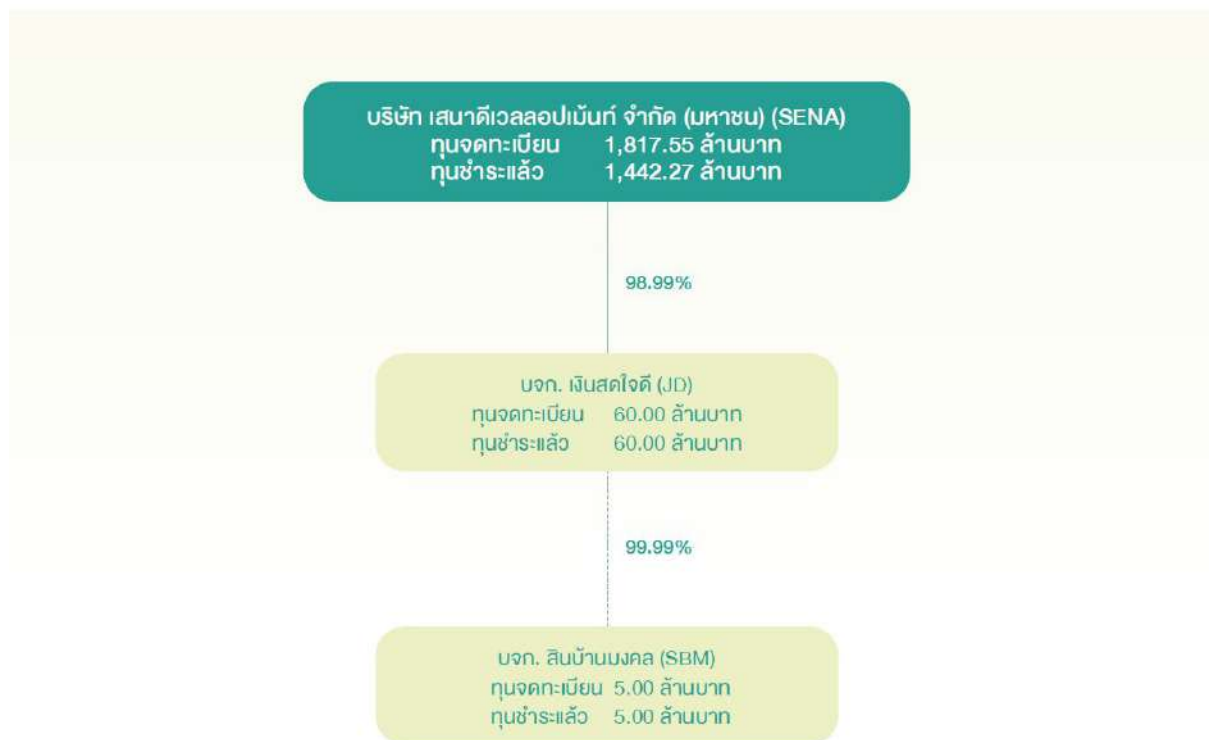 บริษัท เสนาดีเวลลอปเม้นท์ จำกัด (มหาชน) (SENA)
ทุนจดทะเบียน 1,817.55 ล้านบาท
ทุนชำระแล้ว 1,442.27 ล้านบาท
98.99%
บจก. เงินสดใจดี (JD)
ทุนจดทะเบียน 60.00 ล้านบาท
ทุนชำระแล้ว 60.00 ล้านบาท
99.99%
บจก. สินบ้านมงคล (SBM)
ทุนจดทะเบียน 5.00 ล้านบาท
ทุนชำระแล้ว 5.00 ล้านบาท